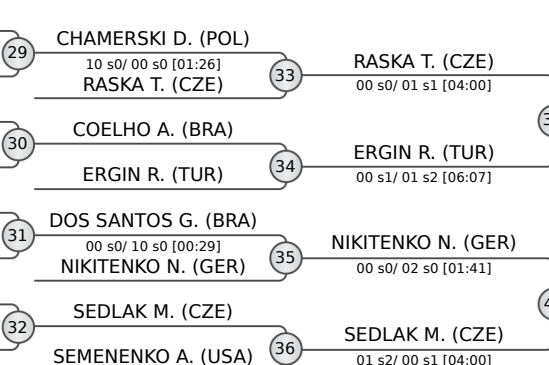 CHAMERSKI D. (POL)
29
10 s0/ 00 s0 [01:26]
RASKA T. (CZE)
33
RASKA T. (CZE)
00 s0/ 01 s1 [04:00]
COELHO A. (BRA)
30
ERGIN R. (TUR)
34
ERGIN R. (TUR)
00 s1/ 01 s2 [06:07]
DOS SANTOS G. (BRA)
31
00 s0/ 10 s0 [00:29]
NIKITENKO N. (GER)
35
NIKITENKO N. (GER)
00 s0/ 02 s0 [01:41]
SEDLAK M. (CZE)
32
SEMENENKO A. (USA)
36
SEDLAK M. (CZE)
01 s2/ 00 s1 [04:00]